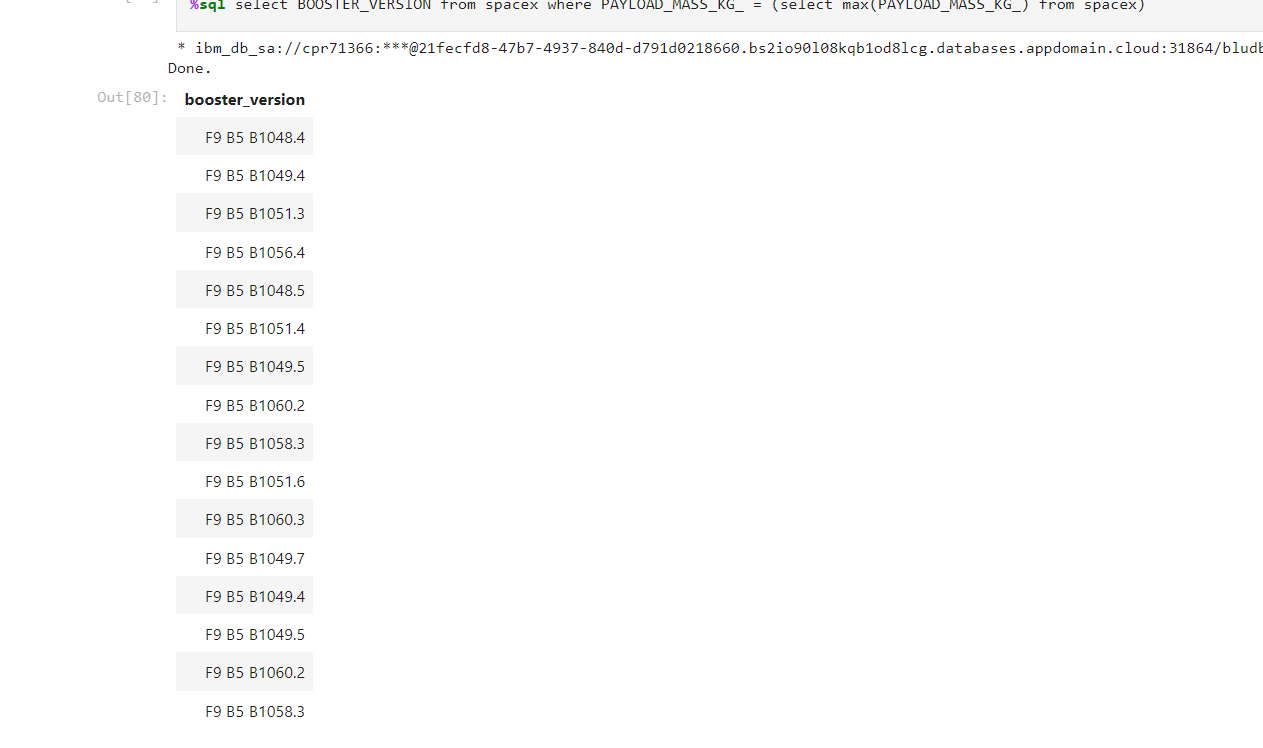 %sql select BOOSTER_VERSION from spacex where PAYLOAD_MASS_KG_ = (select max(PAYLOAD_MASS_KG_) from spacex)
* ibm_db_sa://cpr71366:***@21fecfd8-47b7-4937-840d-d791d0218660.bs2io90l08kqb1od8lcg.databases.appdomain.cloud:31864/bludb
Done.
Out[80]: booster_version
F9 B5 B1048.4
F9 B5 B1049.4
F9 B5 B1051.3
F9 B5 B1056.4
F9 B5 B1048.5
F9 B5 B1051.4
F9 B5 B1049.5
F9 B5 B1060.2
F9 B5 B1058.3
F9 B5 B1051.6
F9 B5 B1060.3
F9 B5 B1049.7
F9 B5 B1049.4
F9 B5 B1049.5
F9 B5 B1060.2
F9 B5 B1058.3